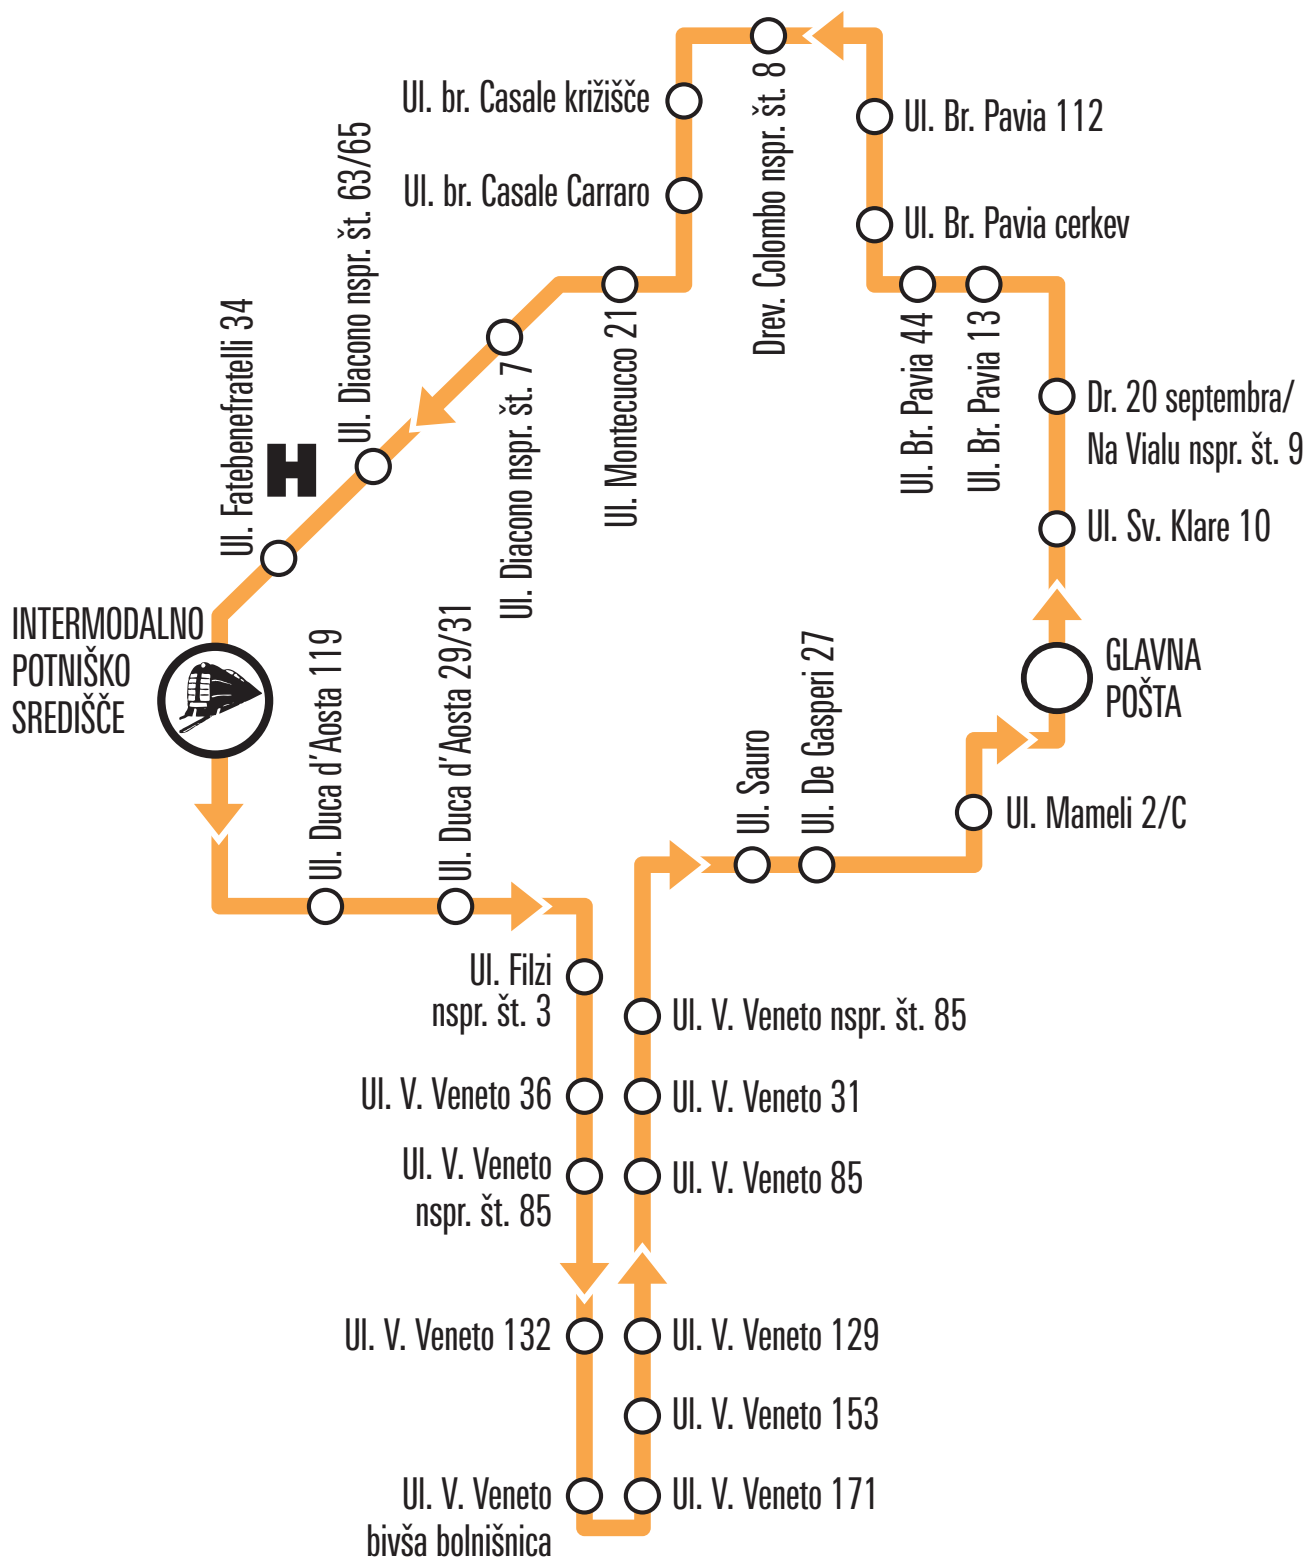 Ul. br. Casale križišče
Ul. br. Casale Carraro
Drev. Colombo nspr. št. 8
Ul. Br. Pavia 112
Ul. Br. Pavia cerkev
Ul. Br. Pavia 44
Ul. Br. Pavia 13
Dr. 20 septembra/
Na Vialu nspr. št. 9
Ul. Sv. Klare 10
Ul. Fatebenefratelli 34
H
Ul. Diacono nspr. št. 63/65
Ul. Diacono nspr. št. 7
Ul. Montecucco 21
INTERMODALNO
POTNIŠKO
SREDIŠČE
GLAVNA
POŠTA
Ul. Duca d'Aosta 119
Ul. Duca d'Aosta 29/31
Ul. Sauro
Ul. De Gasperi 27
Ul. Mameli 2/C
Ul. Filzi
nspr. št. 3
Ul. V. Veneto nspr. št. 85
Ul. V. Veneto 36
Ul. V. Veneto 31
Ul. V. Veneto
nspr. št. 85
Ul. V. Veneto 85
Ul. V. Veneto 132
Ul. V. Veneto 129
Ul. V. Veneto 153
Ul. V. Veneto
bivša bolnišnica
Ul. V. Veneto 171